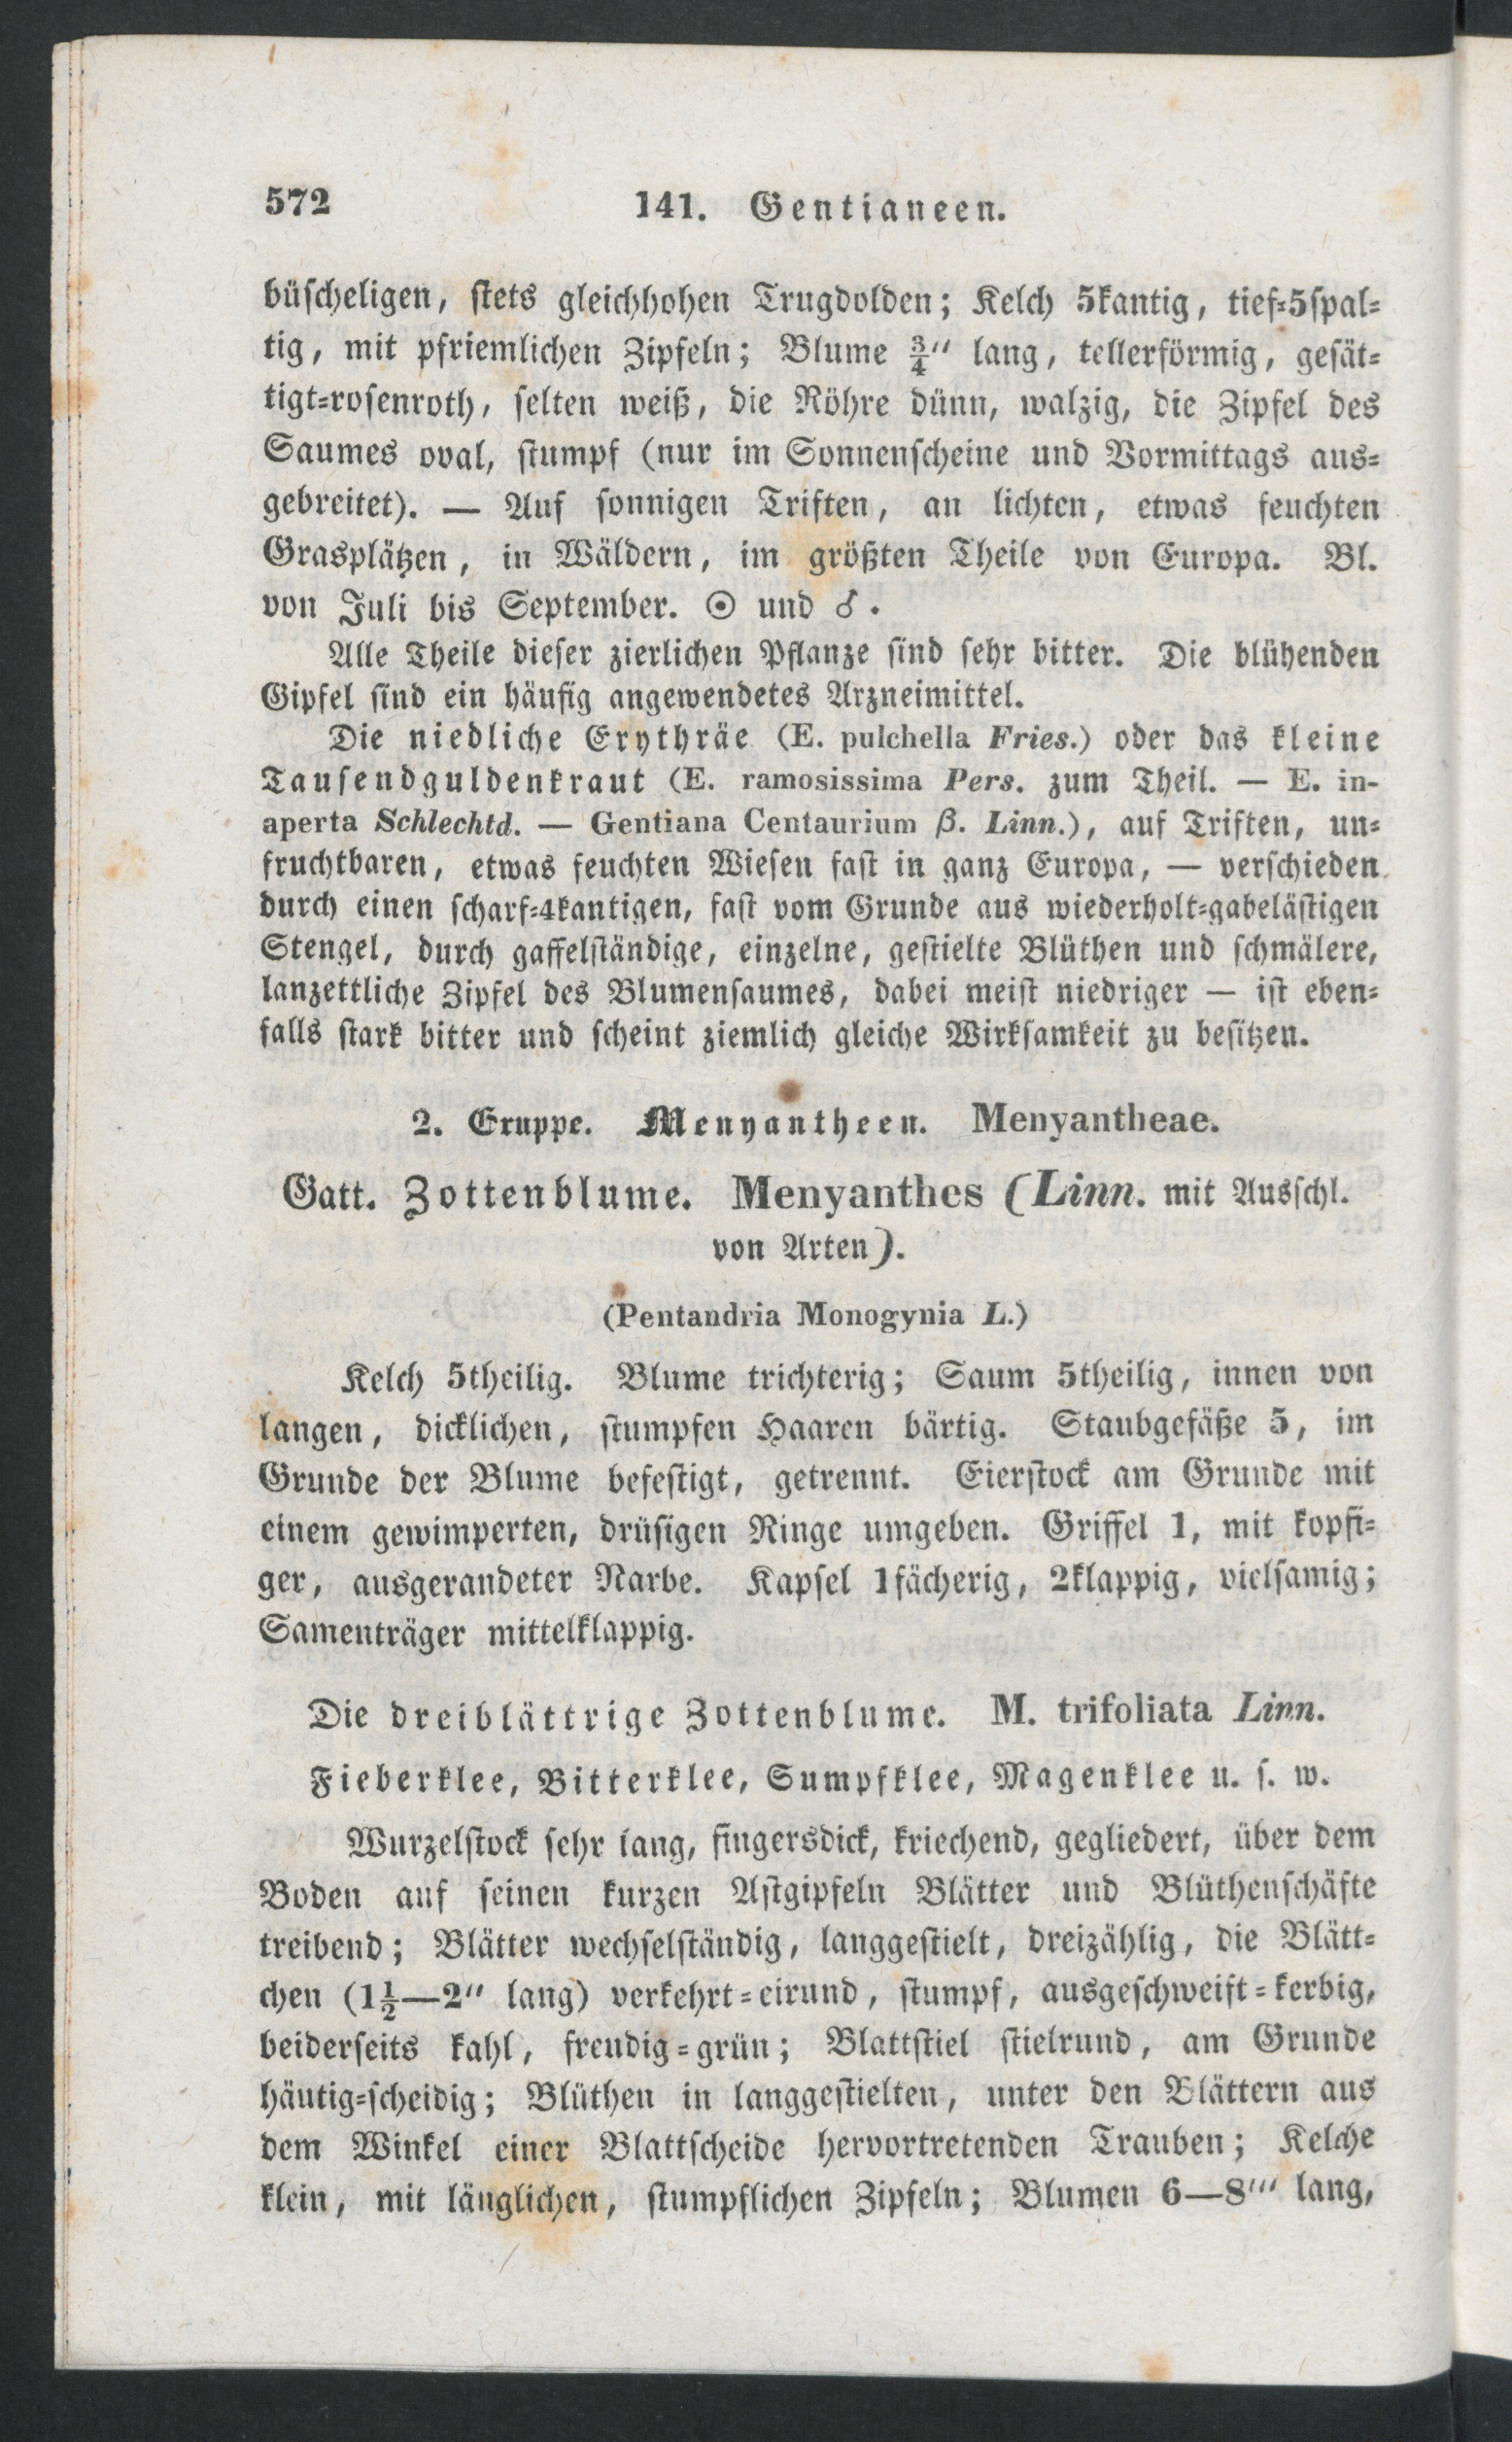 572 141. Gentianeen.
büscheligen, stets gleichhohen Trugdolden; Kelch 5kantig, tief=5spal=
tig, mit pfriemlichen Zipfeln; Blume ¾" lang, tellerförmig, gesät=
tigt=rosenroth, selten weiß, die Röhre dünn, walzig, die Zipfel des
Saumes oval, stumpf (nur im Sonnenscheine und Vormittags aus=
gebreitet). — Auf sonnigen Triften, an lichten, etwas feuchten
Grasplätzen, in Wäldern, im größten Theile von Europa. Bl.
von Juli bis September. ☉ und ♂.
Alle Theile dieser zierlichen Pflanze sind sehr bitter. Die blühenden
Gipfel sind ein häufig angewendetes Arzneimittel.
Die niedliche Erythräe (E. pulchella Fries.) oder das kleine
Tausendguldenkraut (E. ramosissima Pers. zum Theil. — E. in-
aperta Schlechtd. — Gentiana Centaurium β. Linn.), auf Triften, un=
fruchtbaren, etwas feuchten Wiesen fast in ganz Europa, — verschieden
durch einen scharf=4kantigen, fast vom Grunde aus wiederholt=gabelästigen
Stengel, durch gaffelständige, einzelne, gestielte Blüthen und schmälere,
lanzettliche Zipfel des Blumensaumes, dabei meist niedriger — ist eben=
falls stark bitter und scheint ziemlich gleiche Wirksamkeit zu besitzen.
2. Gruppe. Menyantheen. Menyantheae.
Gatt. Zottenblume. Menyanthes (Linn. mit Ausschl.
von Arten).
(Pentandria Monogynia L.)
Kelch 5theilig. Blume trichterig; Saum 5theilig, innen von
langen, dicklichen, stumpfen Haaren bärtig. Staubgefäße 5, im
Grunde der Blume befestigt, getrennt. Eierstock am Grunde mit
einem gewimperten, drüsigen Ringe umgeben. Griffel 1, mit kopfi=
ger, ausgerandeter Narbe. Kapsel 1fächerig, 2klappig, vielsamig;
Samenträger mittelklappig.
Die dreiblättrige Zottenblume. M. trifoliata Linn.
Fieberklee, Bitterklee, Sumpfklee, Magenklee u. s. w.
Wurzelstock sehr lang, fingersdick, kriechend, gegliedert, über dem
Boden auf seinen kurzen Astgipfeln Blätter und Blüthenschäfte
treibend; Blätter wechselständig, langgestielt, dreizählig, die Blätt=
chen (1½—2" lang) verkehrt=eirund, stumpf, ausgeschweift=kerbig,
beiderseits kahl, freudig=grün; Blattstiel stielrund, am Grunde
häutig=scheidig; Blüthen in langgestielten, unter den Blättern aus
dem Winkel einer Blattscheide hervortretenden Trauben; Kelche
klein, mit länglichen, stumpflichen Zipfeln; Blumen 6—8''' lang,